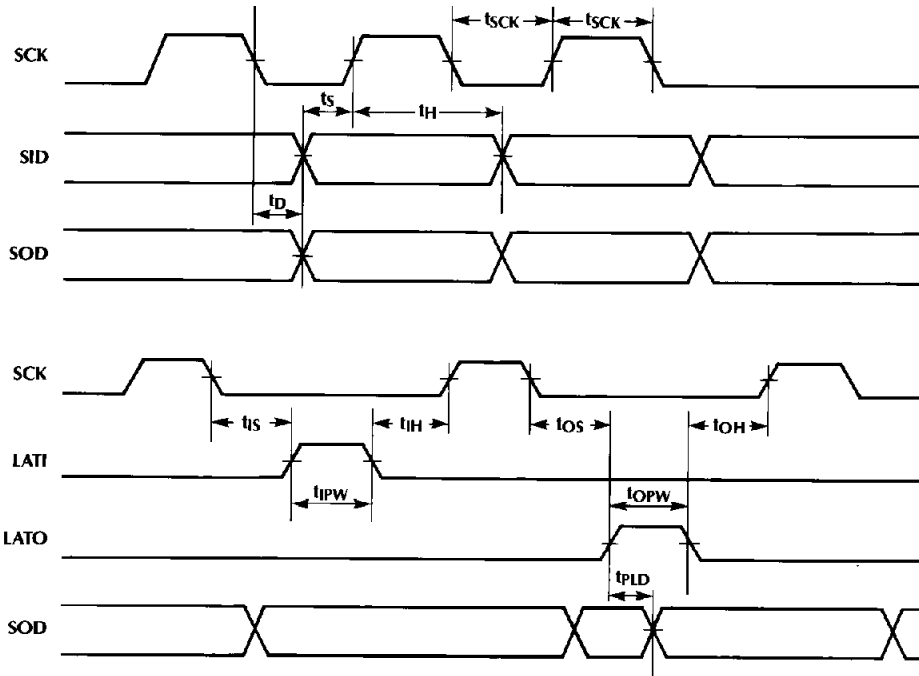 tSCK tSCK
SCK
tS tH
SID
tD
SOD
SCK
tIS tIH tOS tOH
LATI
tIPW tOPW
LATO
tPLD
SOD